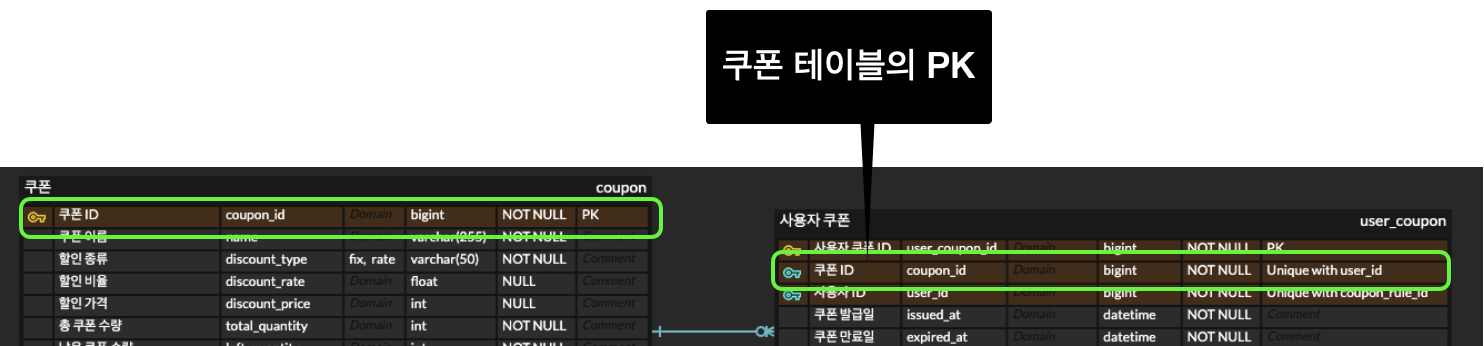 쿠폰 테이블의 PK
쿠폰 coupon
쿠폰 ID coupon_id Domain bigint NOT NULL PK
쿠폰 이름 name Domain varchar(255) NOT NULL Comment
할인 종류 discount_type fix, rate varchar(50) NOT NULL Comment
할인 비율 discount_rate Domain float NULL Comment
할인 가격 discount_price Domain int NULL Comment
총 쿠폰 수량 total_quantity Domain int NOT NULL Comment
사용자 쿠폰 user_coupon
사용자 쿠폰 ID user_coupon_id Domain bigint NOT NULL PK
쿠폰 ID coupon_id Domain bigint NOT NULL Unique with user_id
사용자 ID user_id Domain bigint NOT NULL Unique with coupon_rule_id
쿠폰 발급일 issued_at Domain datetime NOT NULL Comment
쿠폰 만료일 expired_at Domain datetime NOT NULL Comment